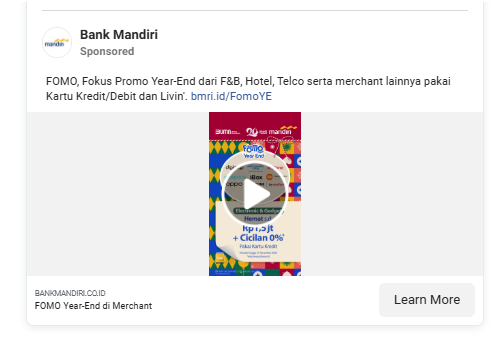 Bank Mandiri
Sponsored
mandiri
FOMO, Fokus Promo Year-End dari F&B, Hotel, Telco serta merchant lainnya pakai
Kartu Kredit/Debit dan Livin'. bmri.id/FomoYE
BUMN mandiri
FOMO
Year End
iBox
oppo
Electronic & Gadget
Hemat
Rp1,5 jt
+ Cicilan 0%*
Pakai Kartu Kredit
BANKMANDIRI.CO.ID
FOMO Year-End di Merchant
Learn More